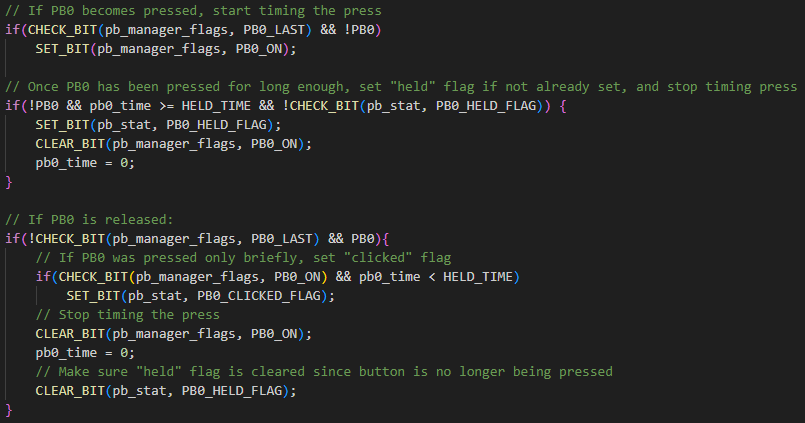 // If PB0 becomes pressed, start timing the press
if(CHECK_BIT(pb_manager_flags, PB0_LAST) && !PB0)
    SET_BIT(pb_manager_flags, PB0_ON);

// Once PB0 has been pressed for long enough, set "held" flag if not already set, and stop timing press
if(!PB0 && pb0_time >= HELD_TIME && !CHECK_BIT(pb_stat, PB0_HELD_FLAG)) {
    SET_BIT(pb_stat, PB0_HELD_FLAG);
    CLEAR_BIT(pb_manager_flags, PB0_ON);
    pb0_time = 0;
}

// If PB0 is released:
if(!CHECK_BIT(pb_manager_flags, PB0_LAST) && PB0){
    // If PB0 was pressed only briefly, set "clicked" flag
    if(CHECK_BIT(pb_manager_flags, PB0_ON) && pb0_time < HELD_TIME)
        SET_BIT(pb_stat, PB0_CLICKED_FLAG);
    // Stop timing the press
    CLEAR_BIT(pb_manager_flags, PB0_ON);
    pb0_time = 0;
    // Make sure "held" flag is cleared since button is no longer being pressed
    CLEAR_BIT(pb_stat, PB0_HELD_FLAG);
}